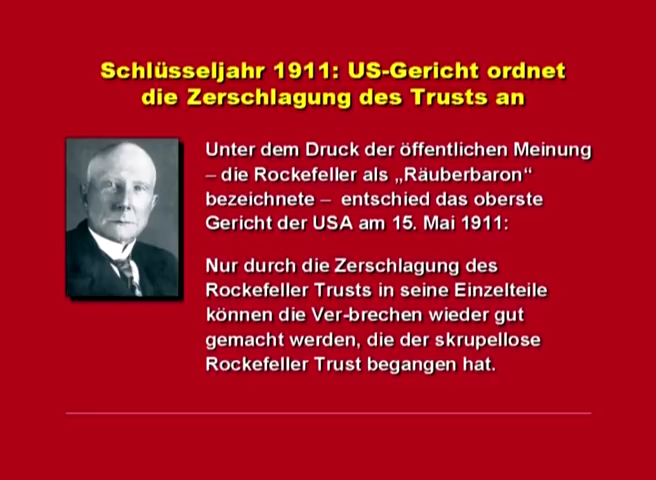 Schlüsseljahr 1911: US-Gericht ordnet
die Zerschlagung des Trusts an
Unter dem Druck der öffentlichen Meinung
– die Rockefeller als „Räuberbaron“
bezeichnete – entschied das oberste
Gericht der USA am 15. Mai 1911:
Nur durch die Zerschlagung des
Rockefeller Trusts in seine Einzelteile
können die Ver-brechen wieder gut
gemacht werden, die der skrupellose
Rockefeller Trust begangen hat.